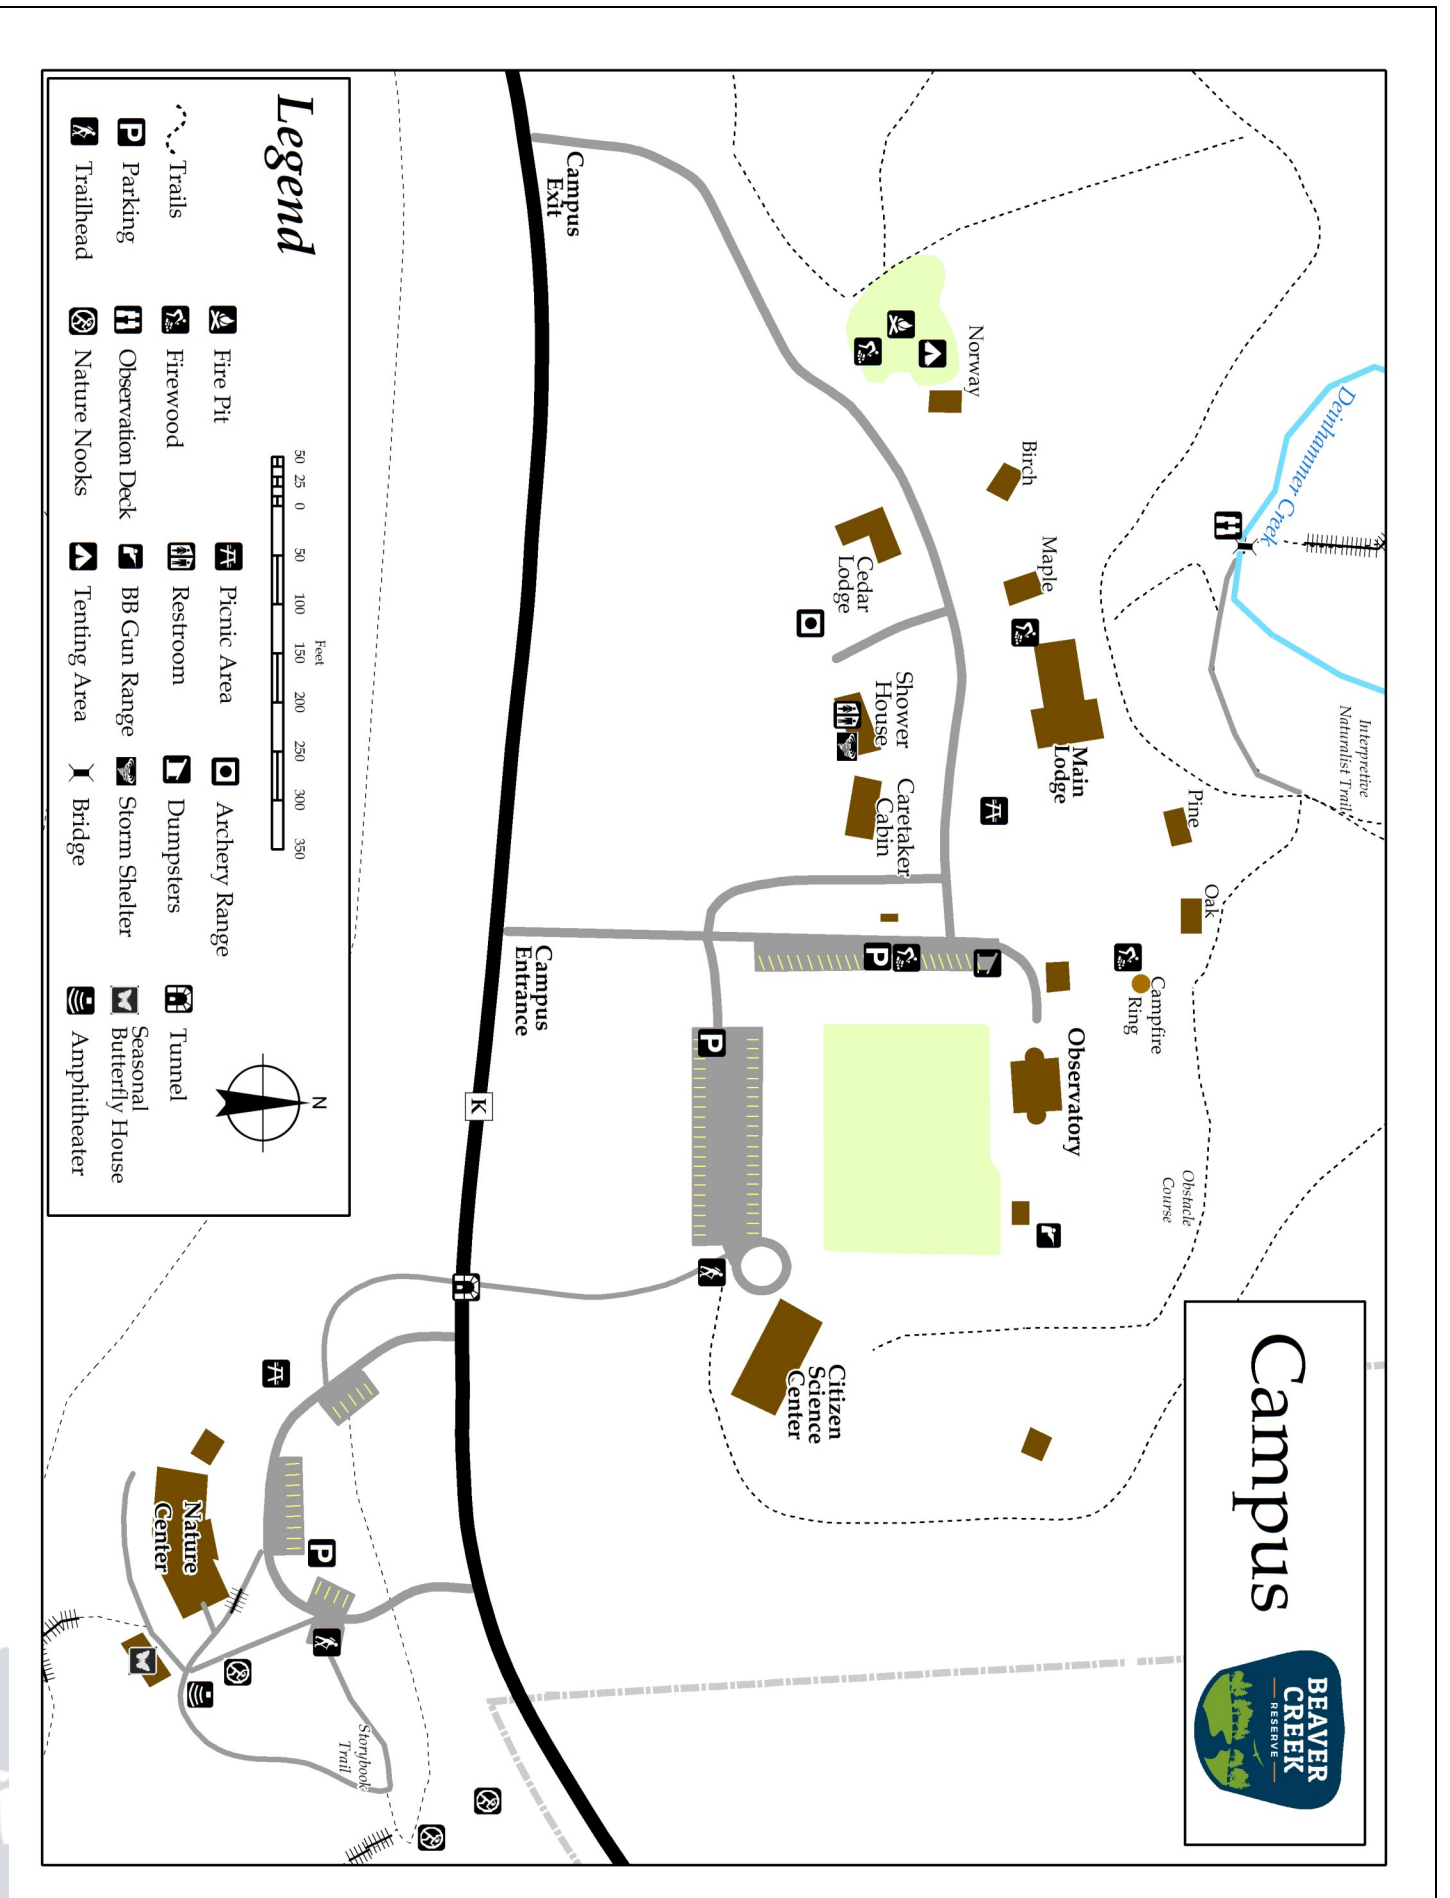 Campus
BEAVER
CREEK
RESERVE
Deinhammer Creek
Interpretive
Naturalist Trail
Norway
Birch
Maple
Main
Lodge
Pine
Oak
Campfire
Ring
Obstacle
Course
Observatory
Cedar
Lodge
Shower
House
Caretaker
Cabin
P
P
Citizen
Science
Center
Campus
Exit
Campus
Entrance
K
P
Nature
Center
Storybook
Trail
Legend
Trails
P Parking
Trailhead
Fire Pit
Firewood
Observation Deck
Nature Nooks
Picnic Area
Restroom
BB Gun Range
Tenting Area
Archery Range
Dumpsters
Storm Shelter
Bridge
Tunnel
Seasonal
Butterfly House
Amphitheater
Feet
50 25 0 50 100 150 200 250 300 350
N